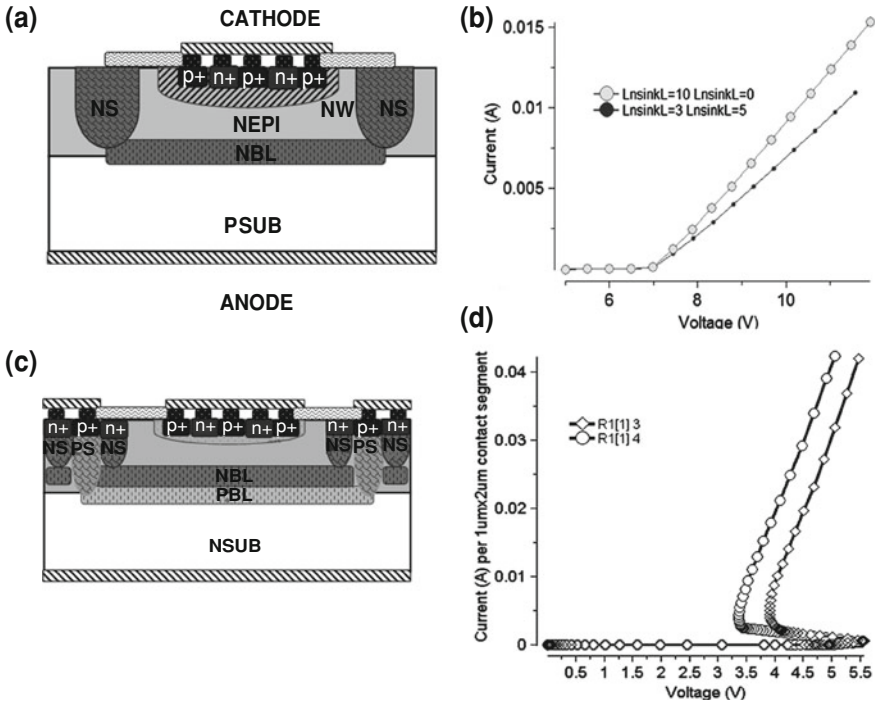 (a)
CATHODE
p+ n+ p+ n+ p+
NS NW NS
NEPI
NBL
PSUB
ANODE
(b)
0.015
0.010
0.005
Current (A)
LnsinkL=10 LnsinkL=0
LnsinkL=3 LnsinkL=5
6 8 10
Voltage (V)
(c)
n+ p+ n+ p+ n+ p+ n+ p+ n+ p+ n+
NS PS NS NS PS NS
NBL
PBL
NSUB
(d)
0.04
0.03
0.02
0.01
0
Current (A) per 1umx2um contact segment
R1[1] 3
R1[1] 4
0.5 1 1.5 2 2.5 3 3.5 4 4.5 5 5.5
Voltage (V)